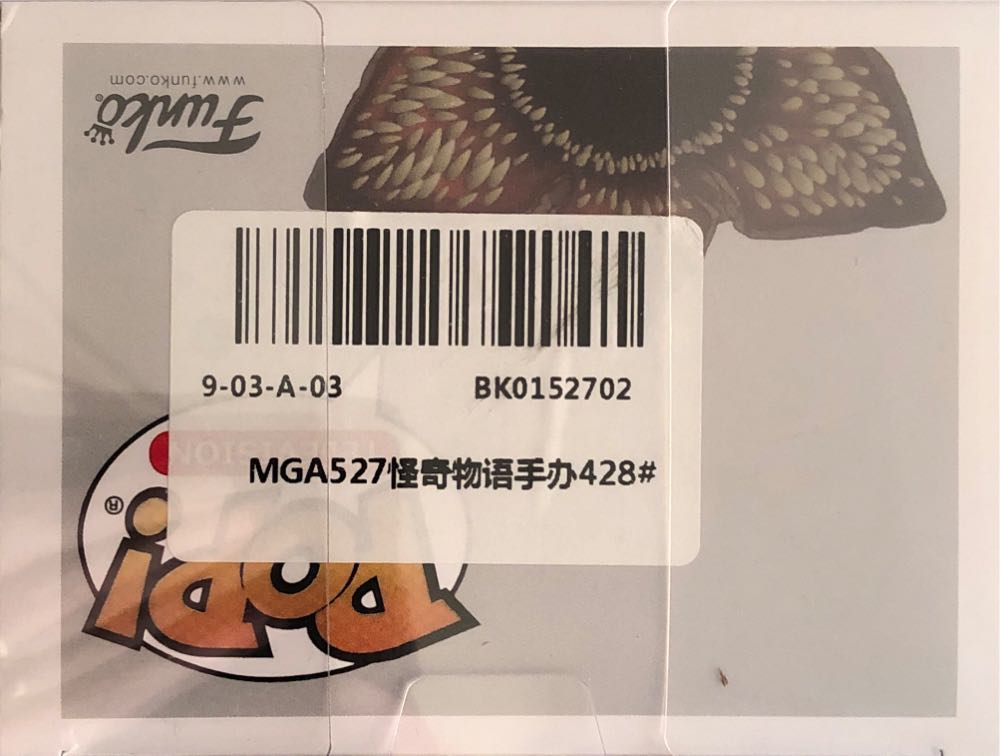 www.funko.com
Funko
9-03-A-03
BK0152702
TELEVISION
MGA527怪奇物语手办428#
®
POP!